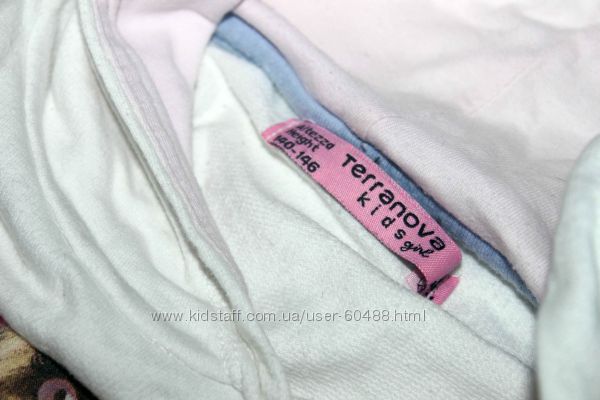 Altezza
Height
140-146
Terranova
kids
girl
www.kidstaff.com.ua/user-60488.html